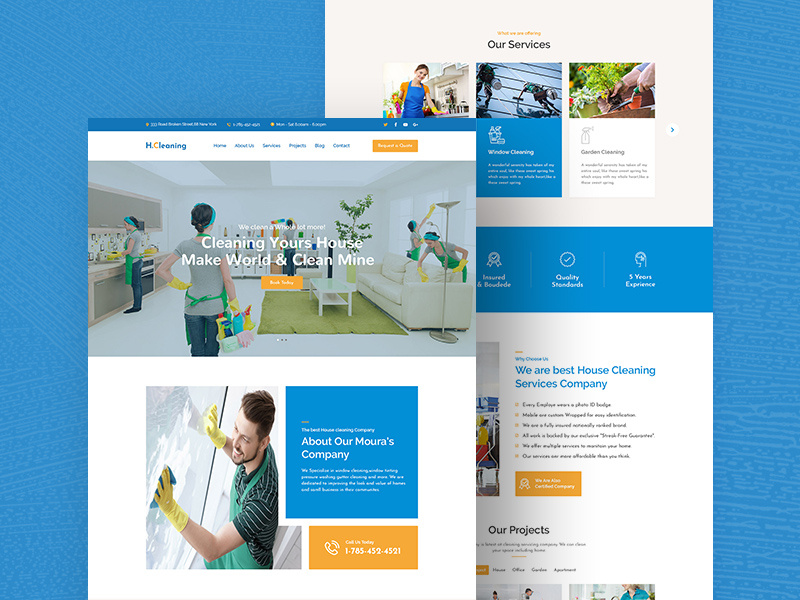 What we are offering
Our Services
Window Cleaning
A wonderful serenity has taken of my
entire soul, like these sweet spring
which enjoy with my whole heart,like a
these sweet spring.
Garden Cleaning
A wonderful serenity has taken of my
entire soul, like these sweet spring
which enjoy with my whole heart,like a
these sweet spring.
333 Road Broken Street,6B New York
1-785-452-4521
Mon - Sat 8:00am - 6:00pm
H.Cleaning
Home
About Us
Services
Projects
Blog
Contact
Request a Quote
We clean a Whole lot more!
Cleaning Yours House
Make World & Clean Mine
Book Today
Insured
& Boudede
Quality
Standards
5 Years
Exprience
Why Choose Us
We are best House Cleaning
Services Company
Every Employe wears a photo ID badge
Mobile are custom Wrapped for easy identification.
We are a fully insured nationally ranked brand
All work is backed by our exclusive "Streak-Free Guarantee".
We offer multiple services to maintain your home
Our services are more affordable than you think.
We Are Also
Certified Company
The best House cleaning Company
About Our Moura's
Company
We Specialize in window cleaning,window tinting
pressure washing gutter cleaning and more. We are
dedicated to improving the look and value of homes
and samll business in their communites.
Call Us Today
1-785-452-4521
Our Projects
is latest at cleaning servicing company. We can clean
your space including home.
House
Office
Garden
Apartment